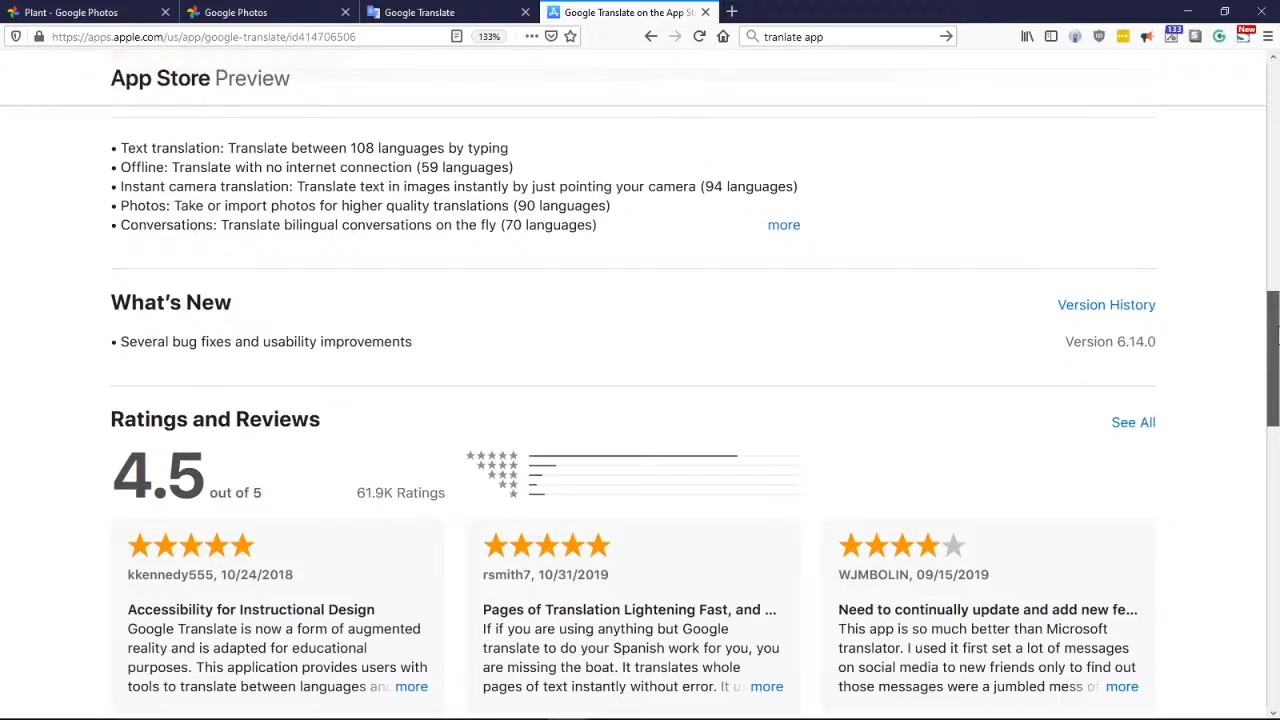 Plant - Google Photos
Google Photos
Google Translate
Google Translate on the App St
https://apps.apple.com/us/app/google-translate/id414706506
133%
tranlate app
133
New
App Store Preview
• Text translation: Translate between 108 languages by typing
• Offline: Translate with no internet connection (59 languages)
• Instant camera translation: Translate text in images instantly by just pointing your camera (94 languages)
• Photos: Take or import photos for higher quality translations (90 languages)
• Conversations: Translate bilingual conversations on the fly (70 languages)
more
What's New
Version History
• Several bug fixes and usability improvements
Version 6.14.0
Ratings and Reviews
See All
4.5 out of 5
61.9K Ratings
kkennedy555, 10/24/2018
Accessibility for Instructional Design
Google Translate is now a form of augmented
reality and is adapted for educational
purposes. This application provides users with
tools to translate between languages an more
rsmith7, 10/31/2019
Pages of Translation Lightening Fast, and ...
If if you are using anything but Google
translate to do your Spanish work for you, you
are missing the boat. It translates whole
pages of text instantly without error. It us more
WJMBOLIN, 09/15/2019
Need to continually update and add new fe...
This app is so much better than Microsoft
translator. I used it first set a lot of messages
on social media to new friends only to find out
those messages were a jumbled mess of more